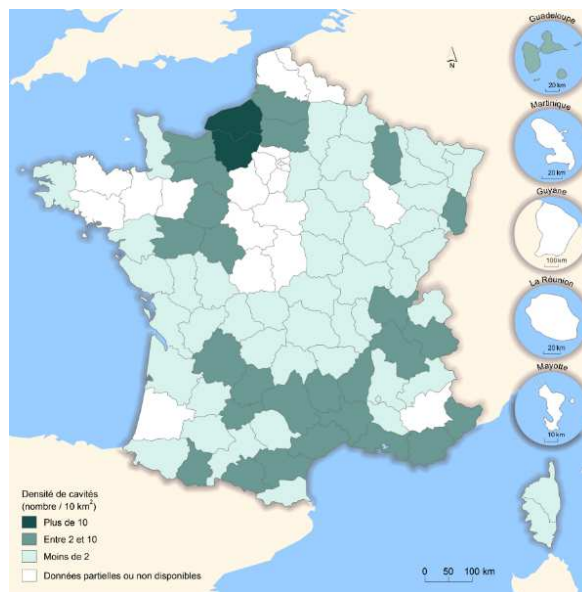 Guadeloupe
20 km
Martinique
20 km
Guyane
100 km
La Réunion
20 km
Mayotte
10 km
N
Densité de cavités
(nombre / 10 km²)
Plus de 10
Entre 2 et 10
Moins de 2
Données partielles ou non disponibles
0 50 100 km